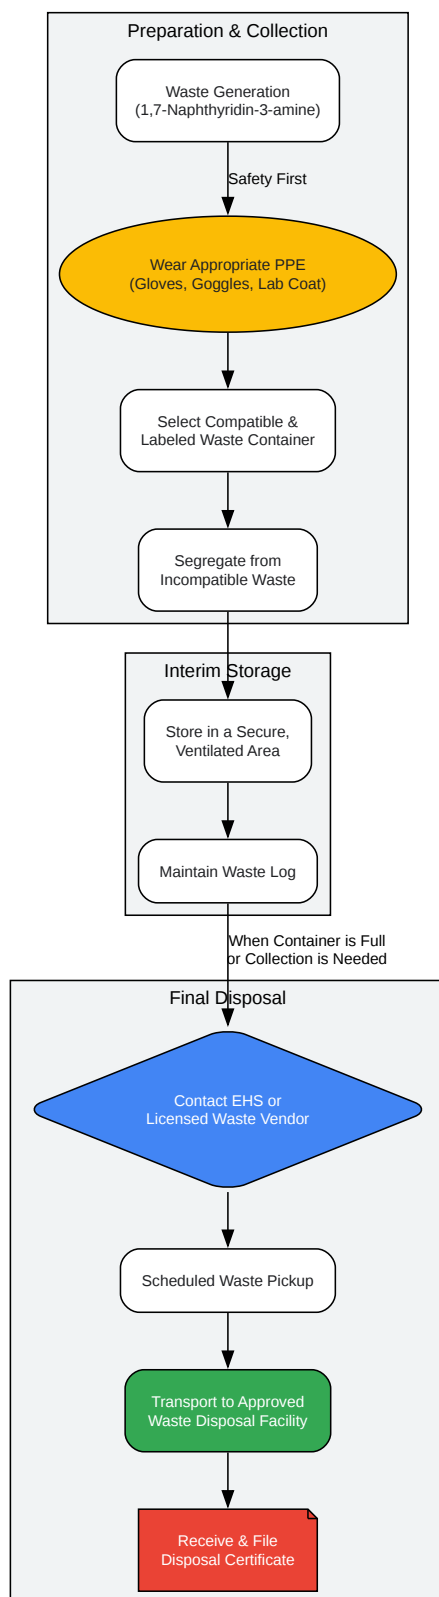 Preparation & Collection
Waste Generation
(1,7-Naphthyridin-3-amine)
Safety First
Wear Appropriate PPE
(Gloves, Goggles, Lab Coat)
Select Compatible &
Labeled Waste Container
Segregate from
Incompatible Waste
Interim Storage
Store in a Secure,
Ventilated Area
Maintain Waste Log
When Container is Full
or Collection is Needed
Final Disposal
Contact EHS or
Licensed Waste Vendor
Scheduled Waste Pickup
Transport to Approved
Waste Disposal Facility
Receive & File
Disposal Certificate